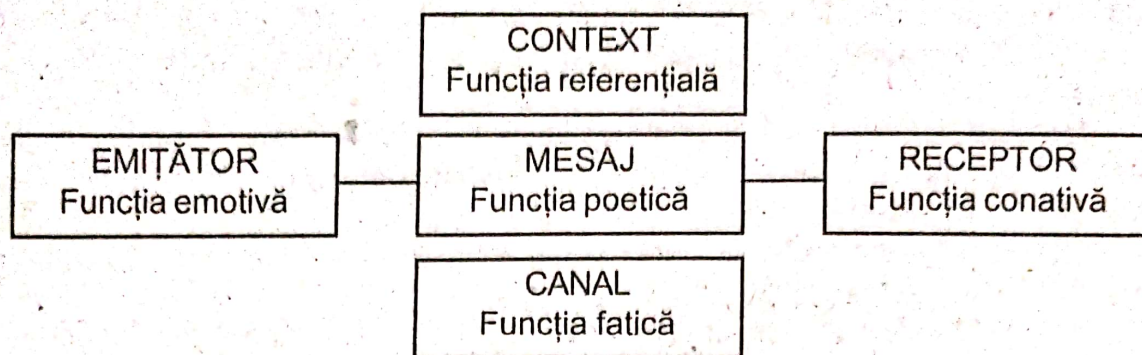 CONTEXT
Funcția referențială
EMIȚĂTOR
Funcția emotivă
MESAJ
Funcția poetică
RECEPTOR
Funcția conativă
CANAL
Funcția fatică